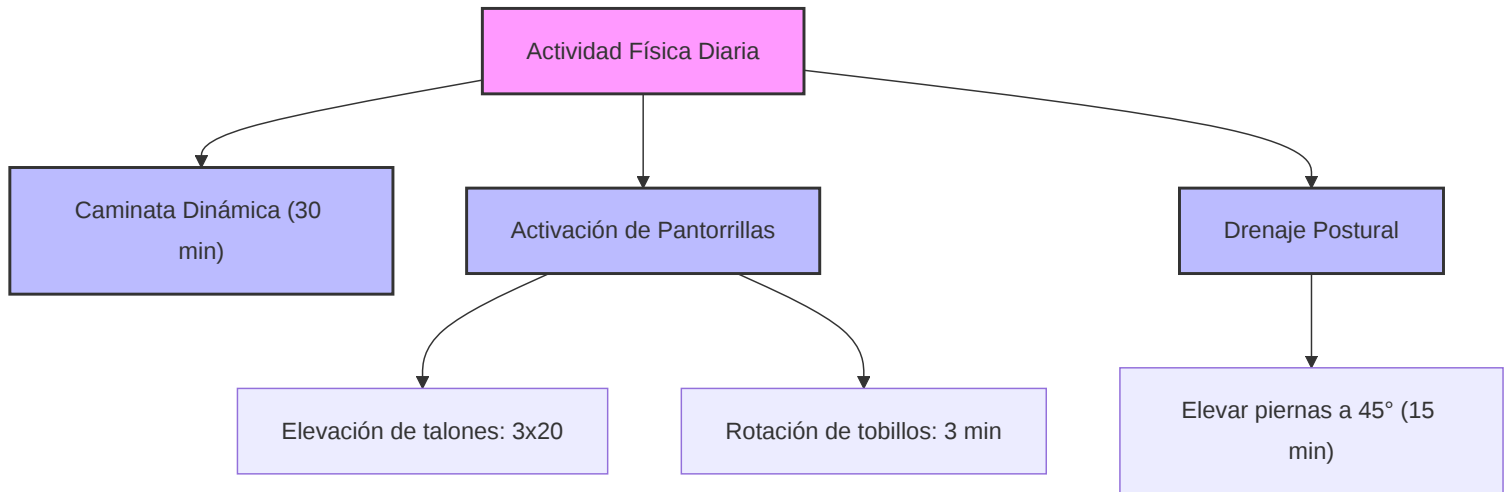 Actividad Física Diaria
Caminata Dinámica (30
min)
Activación de Pantorrillas
Drenaje Postural
Elevación de talones: 3x20
Rotación de tobillos: 3 min
Elevar piernas a 45° (15
min)